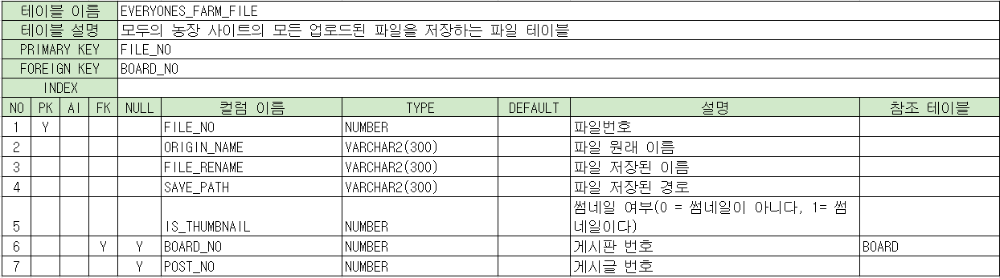 테이블 이름 EVERYONES_FARM_FILE
테이블 설명 모두의 농장 사이트의 모든 업로드된 파일을 저장하는 파일 테이블
PRIMARY KEY FILE_NO
FOREIGN KEY BOARD_NO
INDEX
NO PK AI FK NULL 컬럼 이름 TYPE DEFAULT 설명 참조 테이블
1 Y FILE_NO NUMBER 파일번호
2 ORIGIN_NAME VARCHAR2(300) 파일 원래 이름
3 FILE_RENAME VARCHAR2(300) 파일 저장된 이름
4 SAVE_PATH VARCHAR2(300) 파일 저장된 경로
썸네일 여부(0 = 썸네일이 아니다, 1= 썸
5 IS_THUMBNAIL NUMBER 네일이다)
6 Y Y BOARD_NO NUMBER 게시판 번호 BOARD
7 Y POST_NO NUMBER 게시글 번호